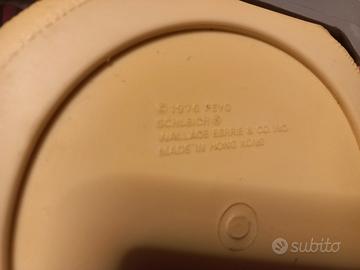 © 1976 PEYO
SCHLEICH ®
WALLACE BERRIE & CO. INC.
MADE IN HONG KONG
subito